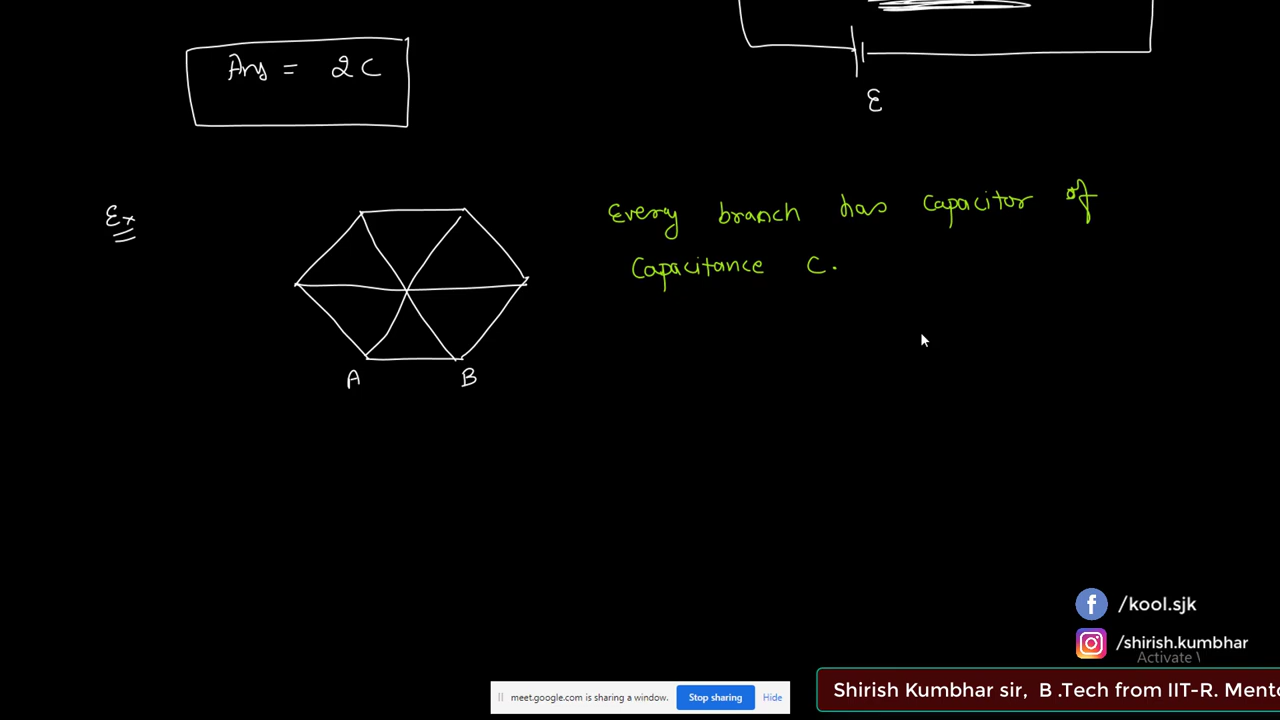 Ans = 2C
ε
Ex
Every branch has capacitor of
Capacitance C.
A B
/kool.sjk
/shirish.kumbhar
Activate
meet.google.com is sharing a window. Stop sharing Hide
Shirish Kumbhar sir, B .Tech from IIT-R. Mento